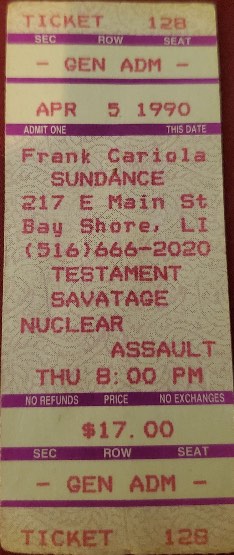 TICKET 128
SEC ROW SEAT
- GEN ADM -
APR 5 1990
ADMIT ONE THIS DATE
Frank Cariola
SUNDANCE
217 E Main St
Bay Shore, LI
(516)666-2020
TESTAMENT
SAVATAGE
NUCLEAR
ASSAULT
THU 8:00 PM
NO REFUNDS PRICE NO EXCHANGES
$17.00
SEC ROW SEAT
- GEN ADM -
TICKET 128